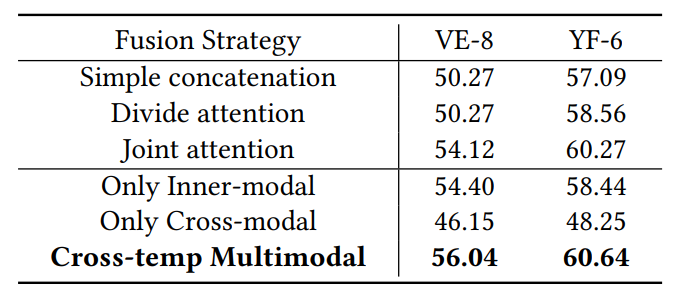 Fusion Strategy VE-8 YF-6
Simple concatenation 50.27 57.09
Divide attention 50.27 58.56
Joint attention 54.12 60.27
Only Inner-modal 54.40 58.44
Only Cross-modal 46.15 48.25
Cross-temp Multimodal 56.04 60.64